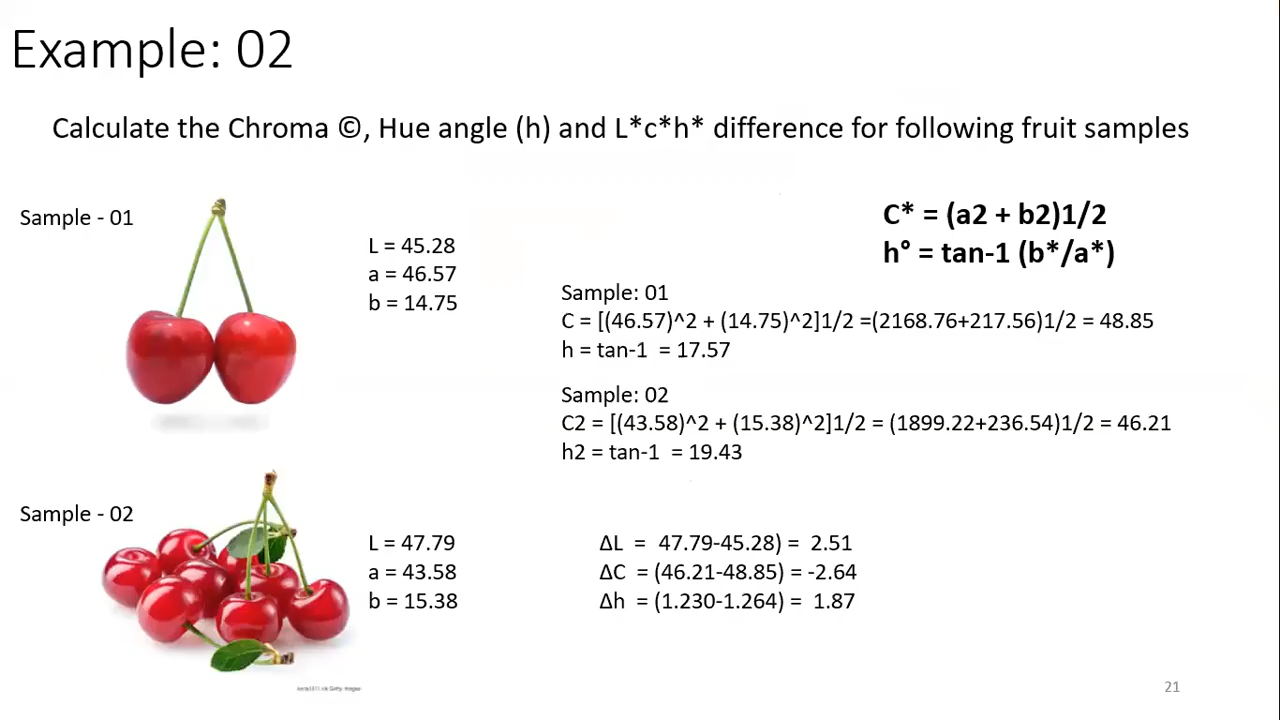 Example: 02
Calculate the Chroma ©, Hue angle (h) and L*c*h* difference for following fruit samples
Sample - 01
L = 45.28
a = 46.57
b = 14.75
C* = (a2 + b2)1/2
h° = tan-1 (b*/a*)
Sample: 01
C = [(46.57)^2 + (14.75)^2]1/2 =(2168.76+217.56)1/2 = 48.85
h = tan-1  = 17.57
Sample: 02
C2 = [(43.58)^2 + (15.38)^2]1/2 = (1899.22+236.54)1/2 = 46.21
h2 = tan-1  = 19.43
Sample - 02
L = 47.79
a = 43.58
b = 15.38
ΔL  =  47.79-45.28) =  2.51
ΔC  = (46.21-48.85) = -2.64
Δh  = (1.230-1.264) =  1.87
21